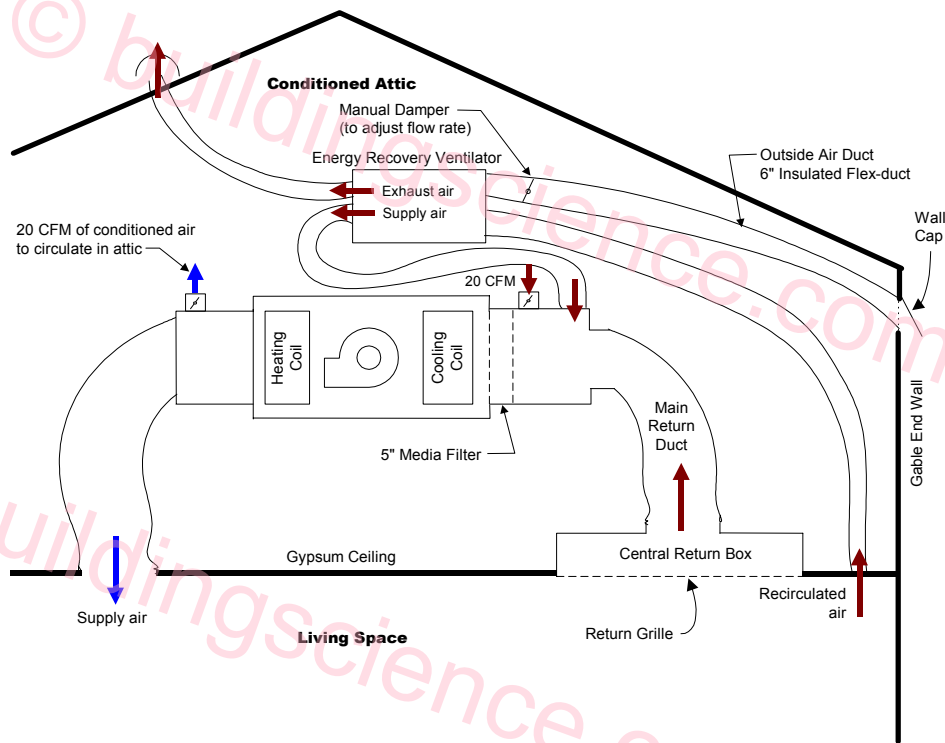 © buildingscience.com
Conditioned Attic
Manual Damper
(to adjust flow rate)
Energy Recovery Ventilator
Outside Air Duct
6" Insulated Flex-duct
Exhaust air
Supply air
Wall
Cap
20 CFM of conditioned air
to circulate in attic
20 CFM
Heating
Coil
Cooling
Coil
Main
Return
Duct
5" Media Filter
Gable End Wall
Gypsum Ceiling
Central Return Box
Supply air
Recirculated
air
Return Grille
Living Space
uildingscience.c